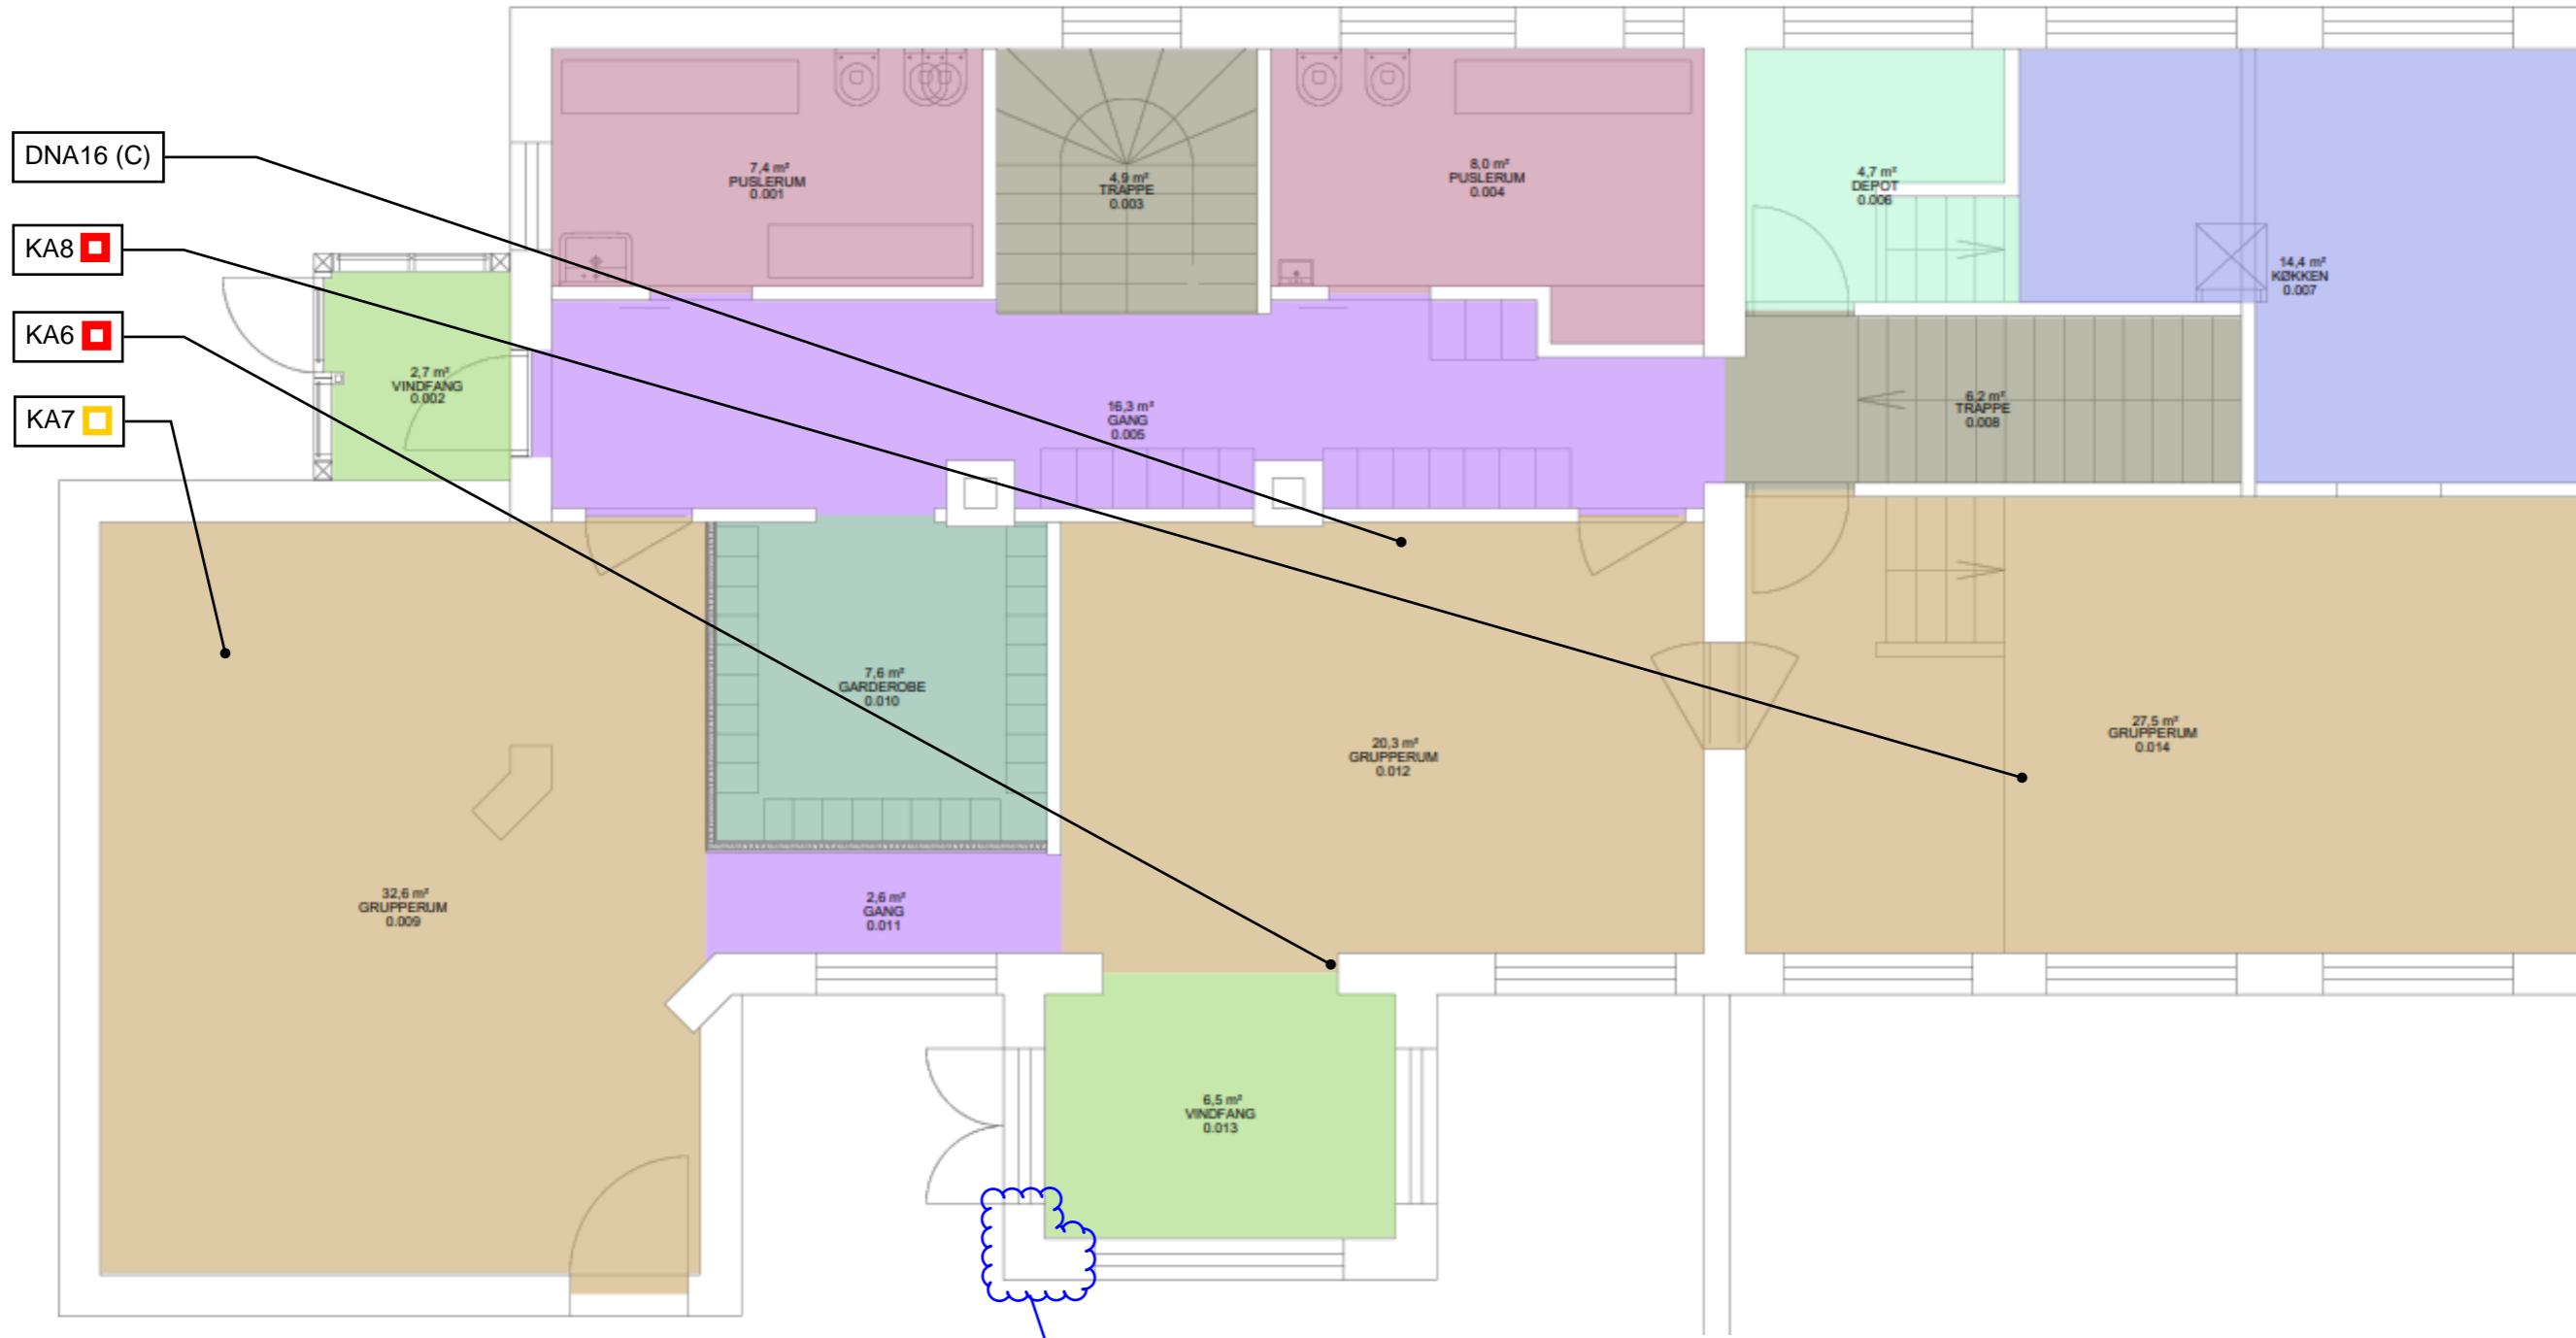 DNA16 (C)
KA8
KA6
KA7
7,4 m²
PUSLERUM
0.001
4,9 m²
TRAPPE
0.003
8,0 m²
PUSLERUM
0.004
4,7 m²
DEPOT
0.006
14,4 m²
KØKKEN
0.007
2,7 m²
VINDFANG
0.002
16,3 m²
GANG
0.005
6,2 m²
TRAPPE
0.008
7,6 m²
GARDEROBE
0.010
20,3 m²
GRUPPERUM
0.012
27,5 m²
GRUPPERUM
0.014
32,6 m²
GRUPPERUM
0.009
2,6 m²
GANG
0.011
6,5 m²
VINDFANG
0.013